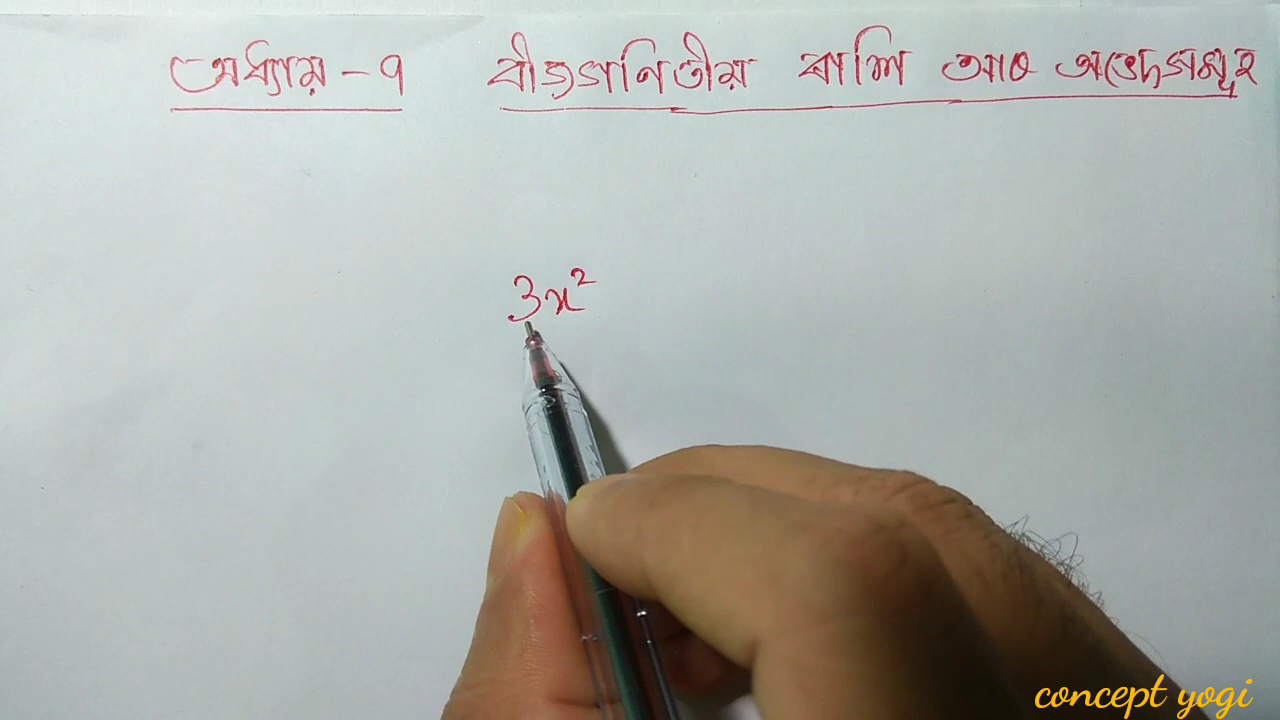 অধ্যায় - ৭ বীজগণিতীয় ৰাশি আৰু অভেদসমূহ
3x²
concept yogi